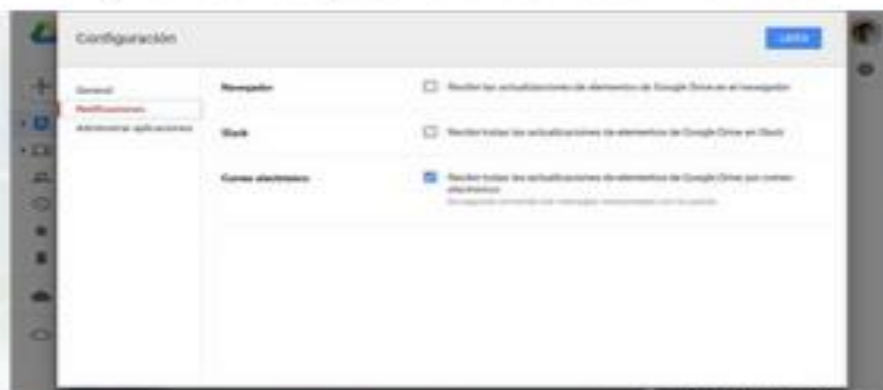 Configuración
LISTO
General
Notificaciones
Administrar aplicaciones
Navegador
Recibir las actualizaciones de elementos de Google Drive en el navegador
Slack
Recibir todas las actualizaciones de elementos de Google Drive en Slack
Correo electrónico
Recibir todas las actualizaciones de elementos de Google Drive por correo
electrónico